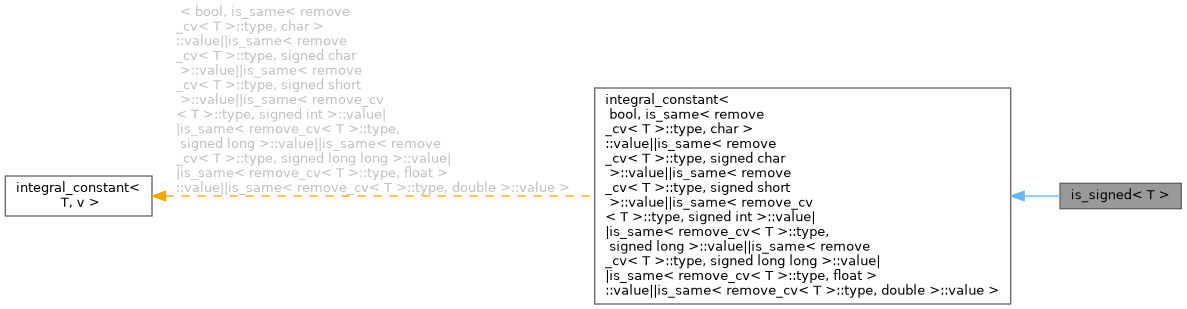 < bool, is_same< remove
_cv< T >::type, char >
::value||is_same< remove
_cv< T >::type, signed char
>::value||is_same< remove
_cv< T >::type, signed short
>::value||is_same< remove_cv
< T >::type, signed int >::value|
|is_same< remove_cv< T >::type,
signed long >::value||is_same< remove
_cv< T >::type, signed long long >::value|
|is_same< remove_cv< T >::type, float >
::value||is_same< remove_cv< T >::type, double >::value >
integral_constant<
T, v >
integral_constant<
bool, is_same< remove
_cv< T >::type, char >
::value||is_same< remove
_cv< T >::type, signed char
>::value||is_same< remove
_cv< T >::type, signed short
>::value||is_same< remove_cv
< T >::type, signed int >::value|
|is_same< remove_cv< T >::type,
signed long >::value||is_same< remove
_cv< T >::type, signed long long >::value|
|is_same< remove_cv< T >::type, float >
::value||is_same< remove_cv< T >::type, double >::value >
is_signed< T >